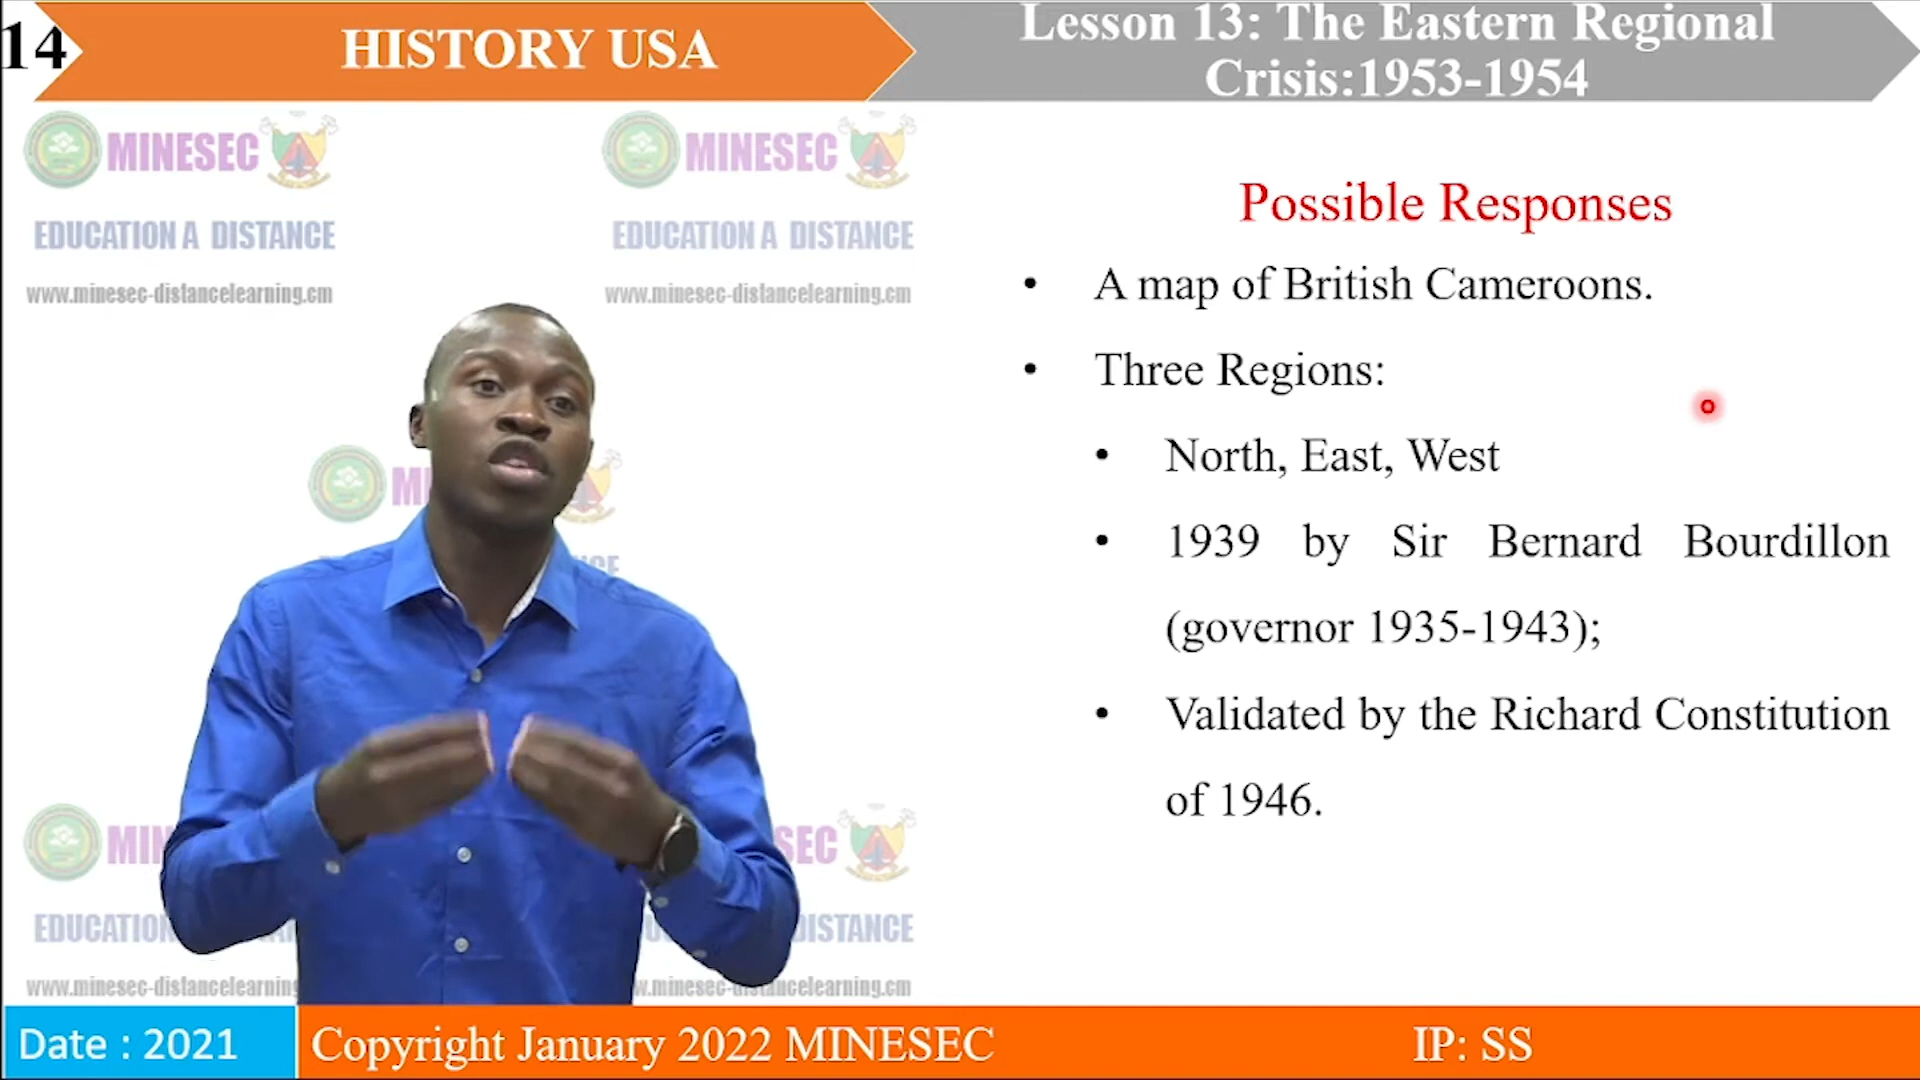 14
HISTORY USA
Lesson 13: The Eastern Regional
Crisis:1953-1954
MINESEC
MINESEC
EDUCATION A DISTANCE
EDUCATION A DISTANCE
www.minesec-distancelearning.cm
www.minesec-distancelearning.cm
Possible Responses
• A map of British Cameroons.
• Three Regions:
• North, East, West
• 1939 by Sir Bernard Bourdillon
(governor 1935-1943);
• Validated by the Richard Constitution
of 1946.
DISTANCE
Date : 2021
Copyright January 2022 MINESEC
IP: SS